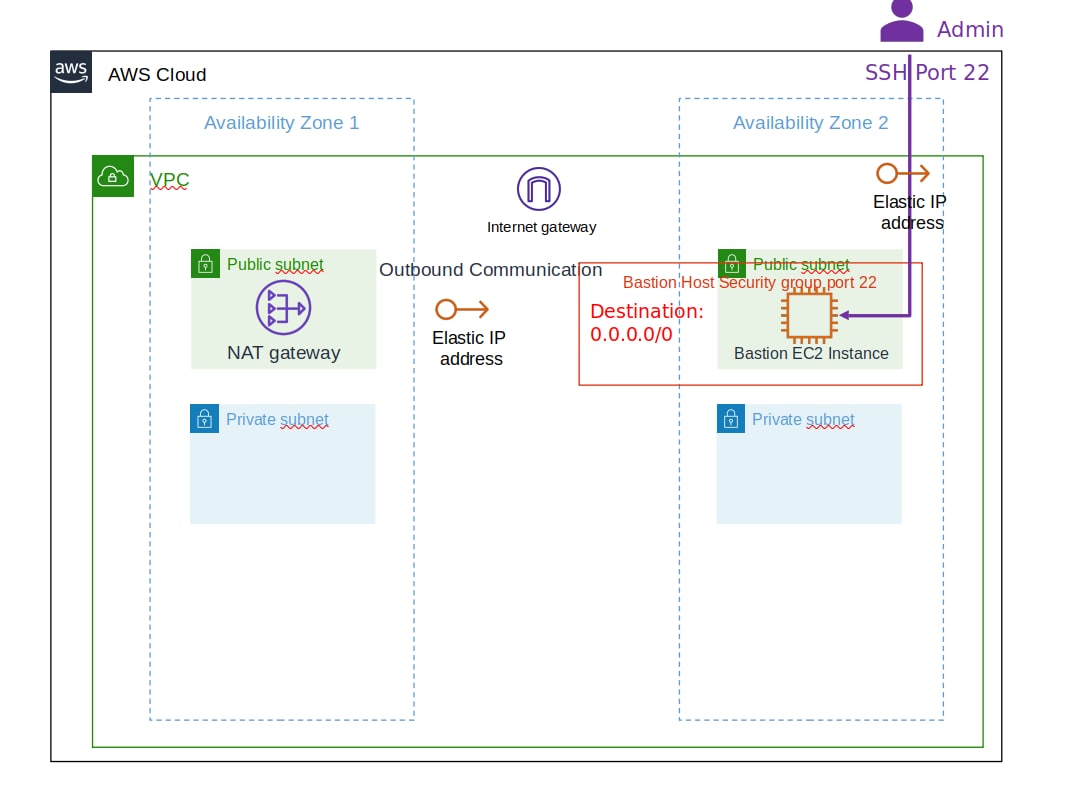 Admin
aws
AWS Cloud
SSH Port 22
Availability Zone 1
Availability Zone 2
VPC
Internet gateway
Elastic IP
address
Public subnet
Outbound Communication
Public subnet
Bastion Host Security group port 22
Destination:
0.0.0.0/0
Elastic IP
address
NAT gateway
Bastion EC2 Instance
Private subnet
Private subnet